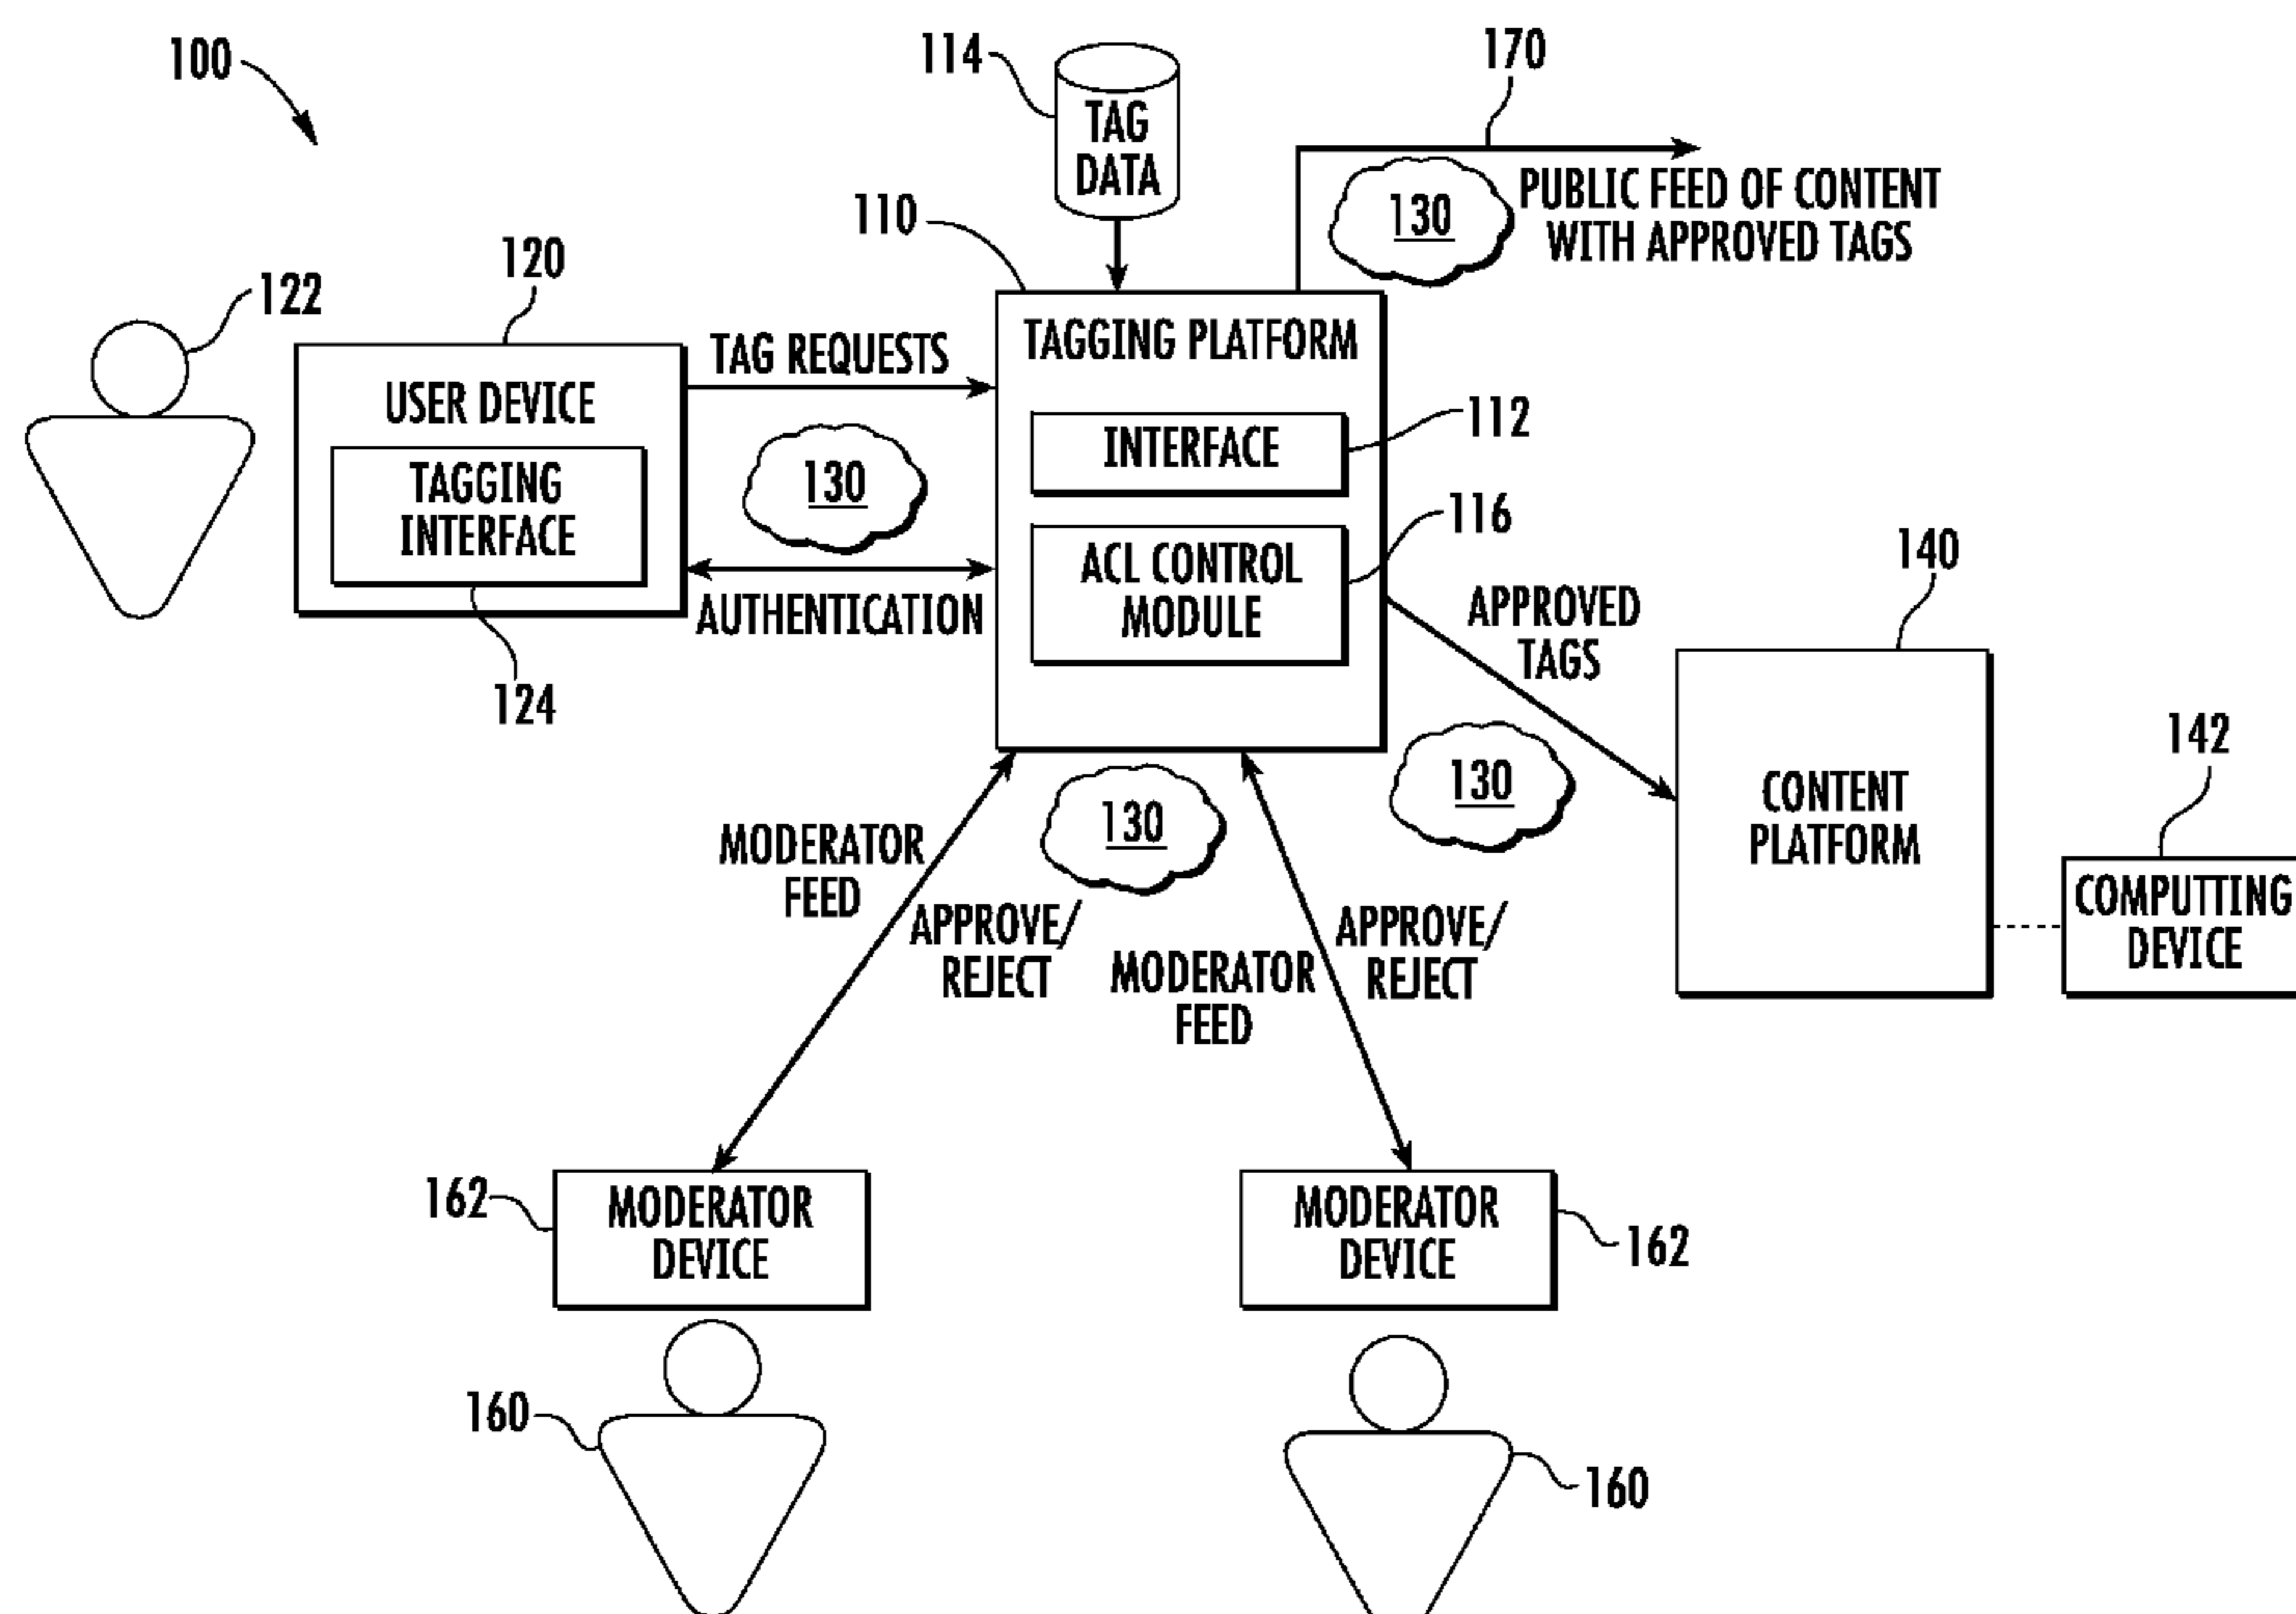 100
114
170
TAG
DATA
110
130
PUBLIC FEED OF CONTENT
WITH APPROVED TAGS
122
120
USER DEVICE
TAGGING
INTERFACE
124
TAG REQUESTS
130
AUTHENTICATION
TAGGING PLATFORM
INTERFACE
112
ACL CONTROL
MODULE
116
APPROVED
TAGS
140
130
CONTENT
PLATFORM
142
COMPUTTING
DEVICE
130
MODERATOR
FEED
APPROVE/
REJECT
MODERATOR
FEED
APPROVE/
REJECT
162
MODERATOR
DEVICE
MODERATOR
DEVICE
162
160
160